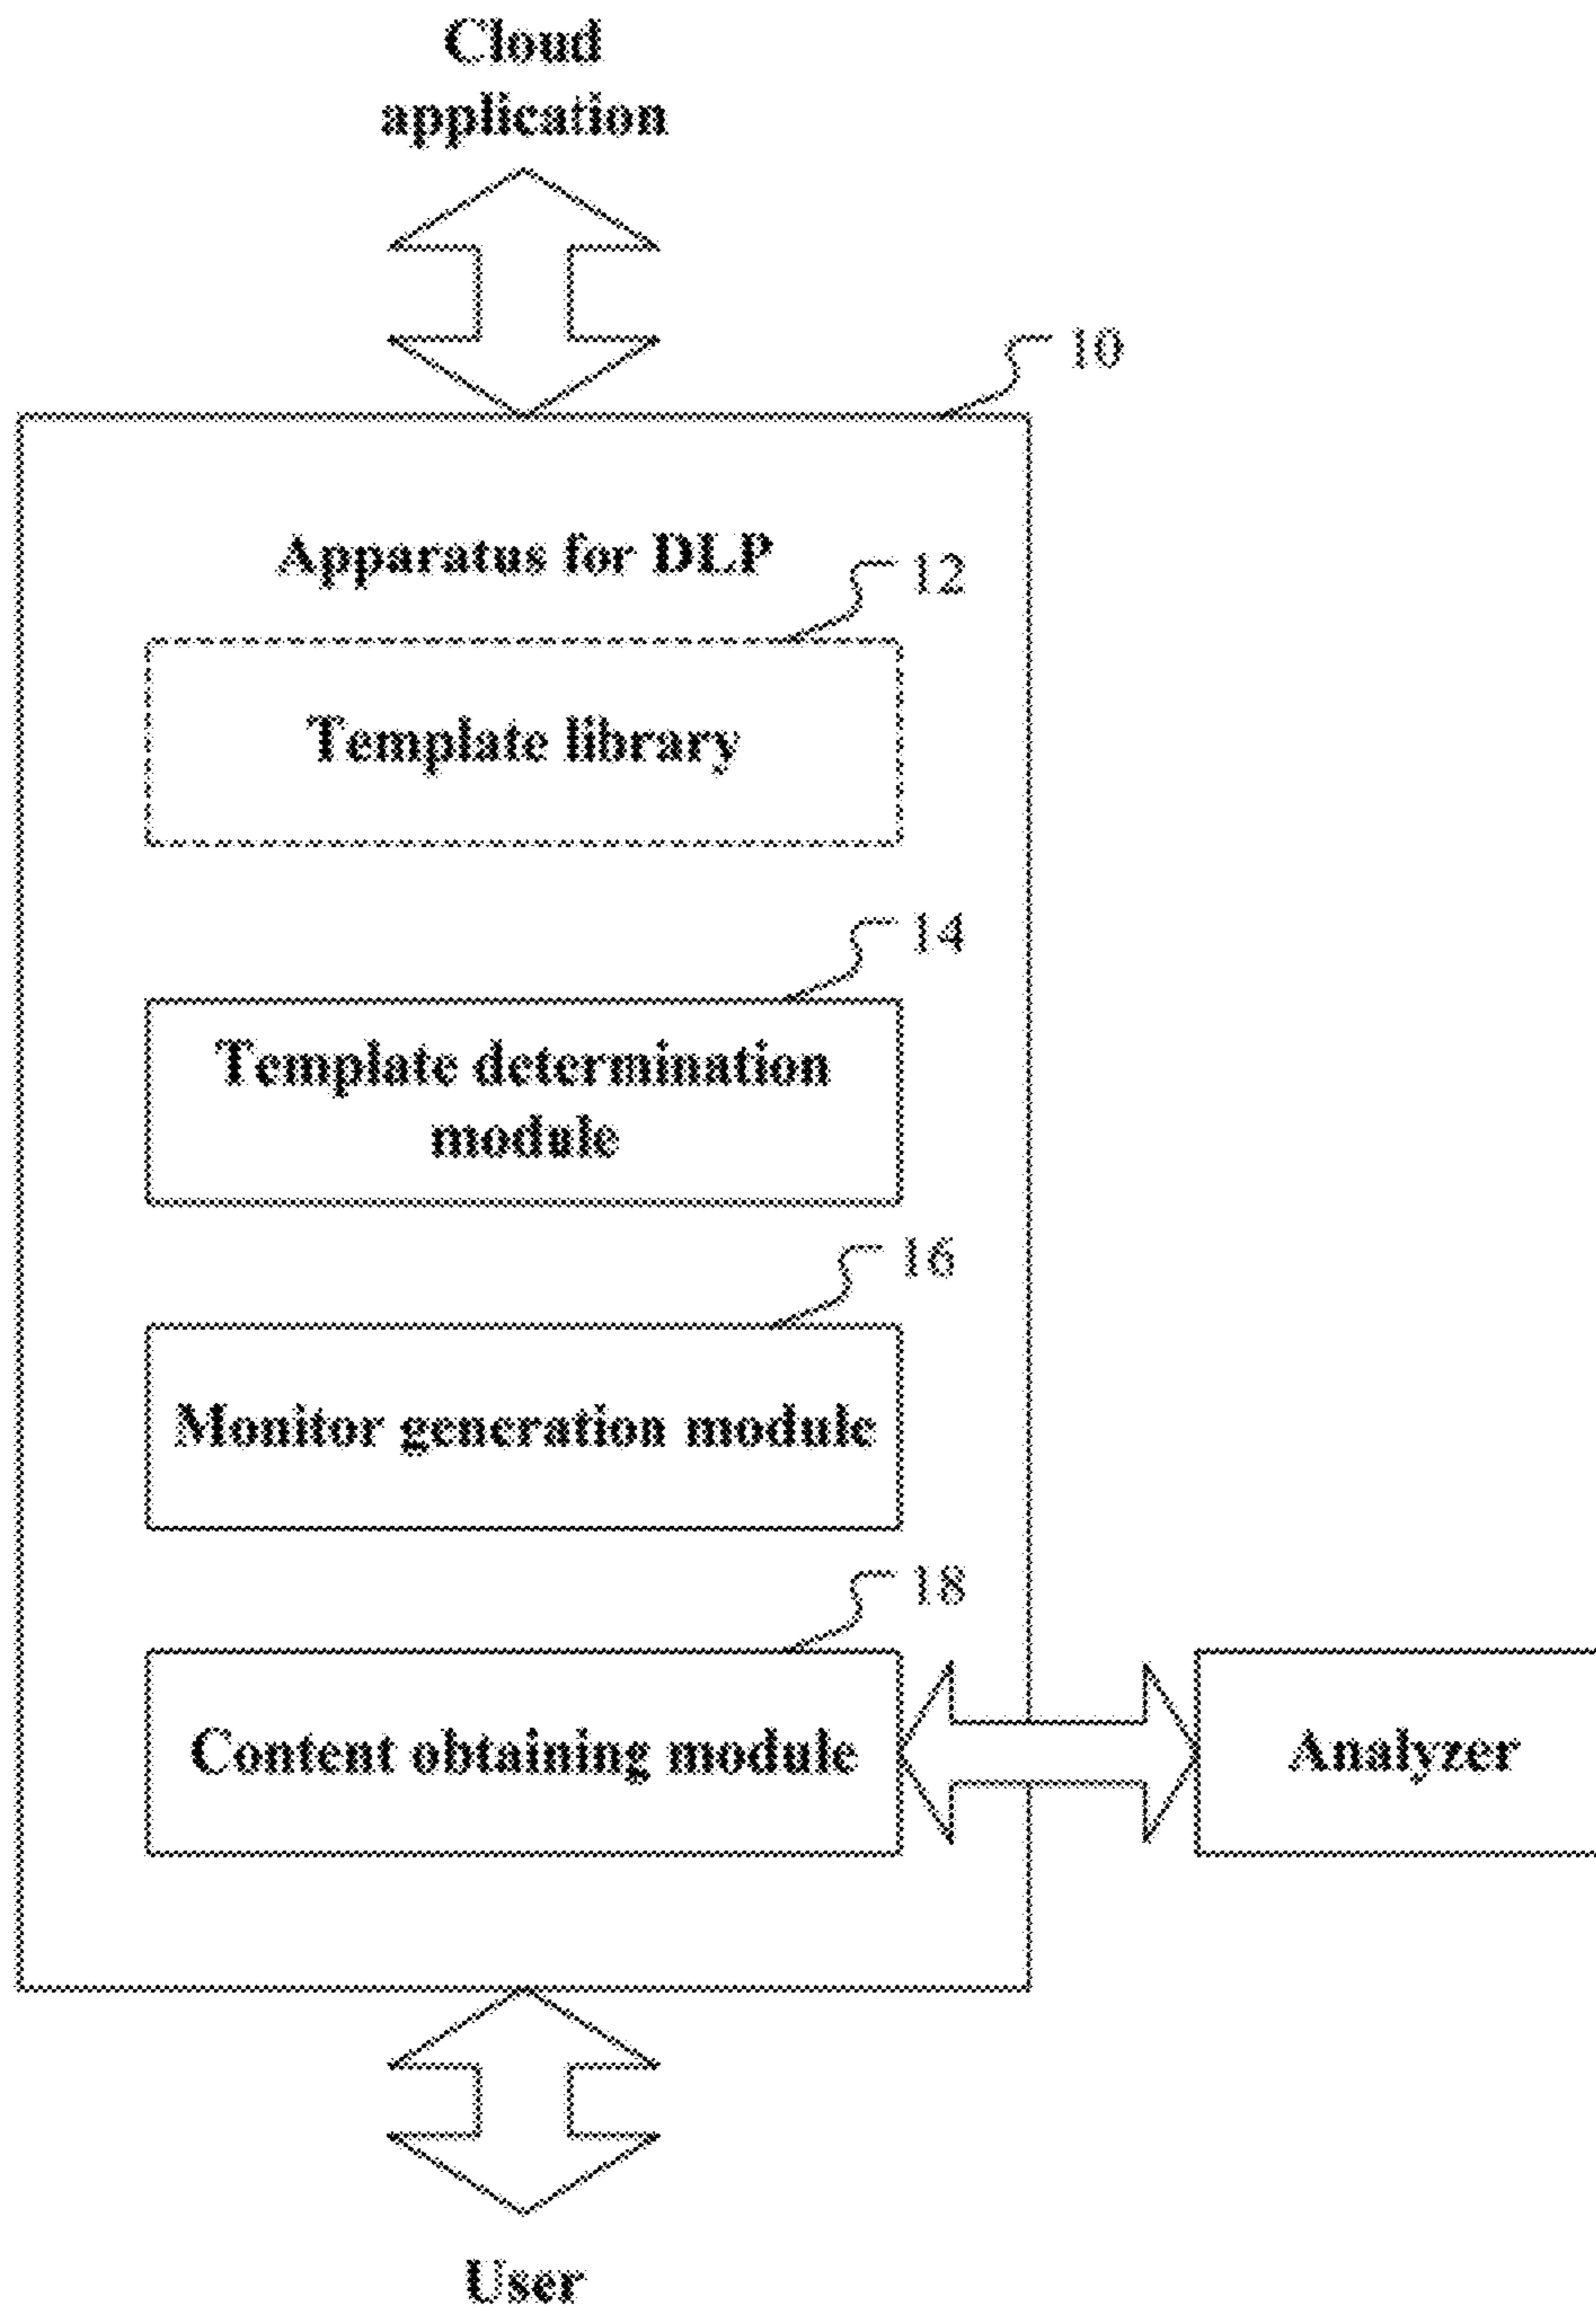 Cloud
application
10
Apparatus for DLP
12
Template library
14
Template determination
module
16
Monitor generation module
18
Content obtaining module
Analyzer
User